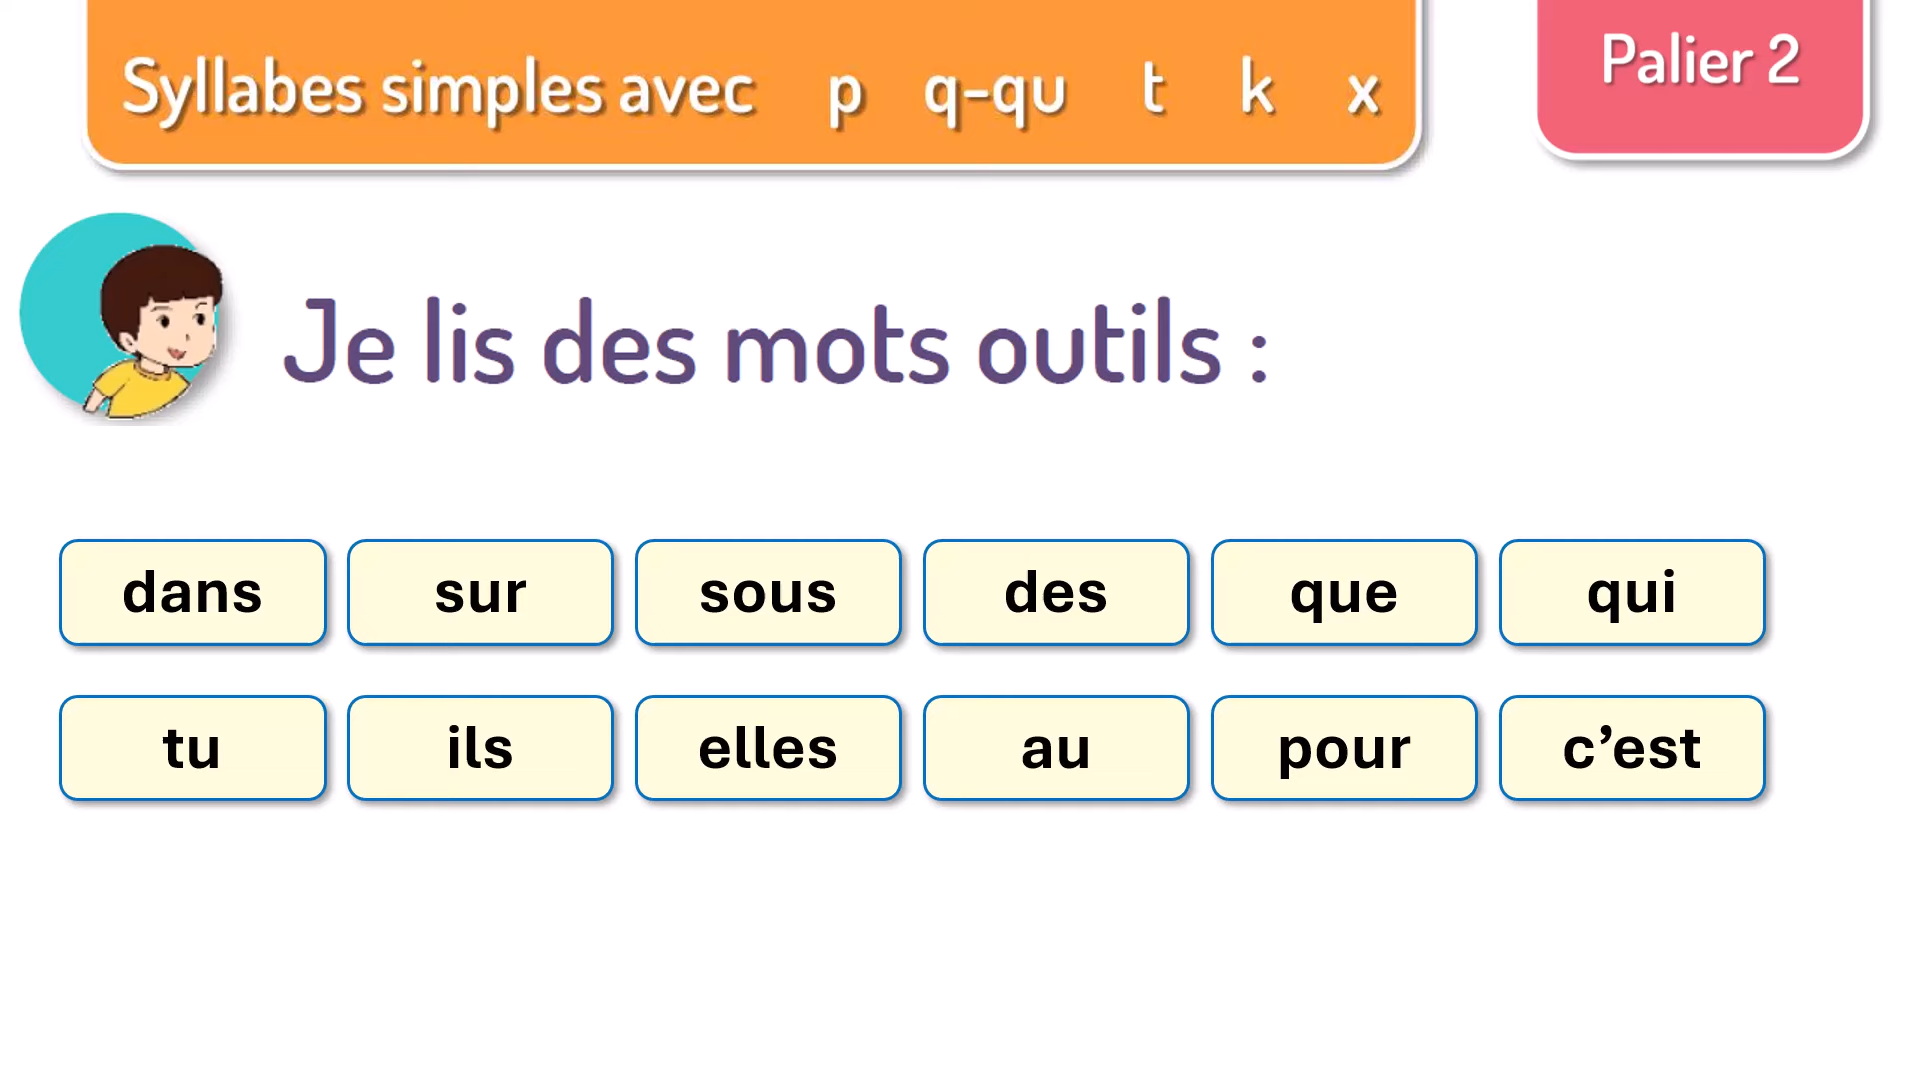 Syllabes simples avec p q-qu t k x
Palier 2
Je lis des mots outils :
dans sur sous des que qui
tu ils elles au pour c’est